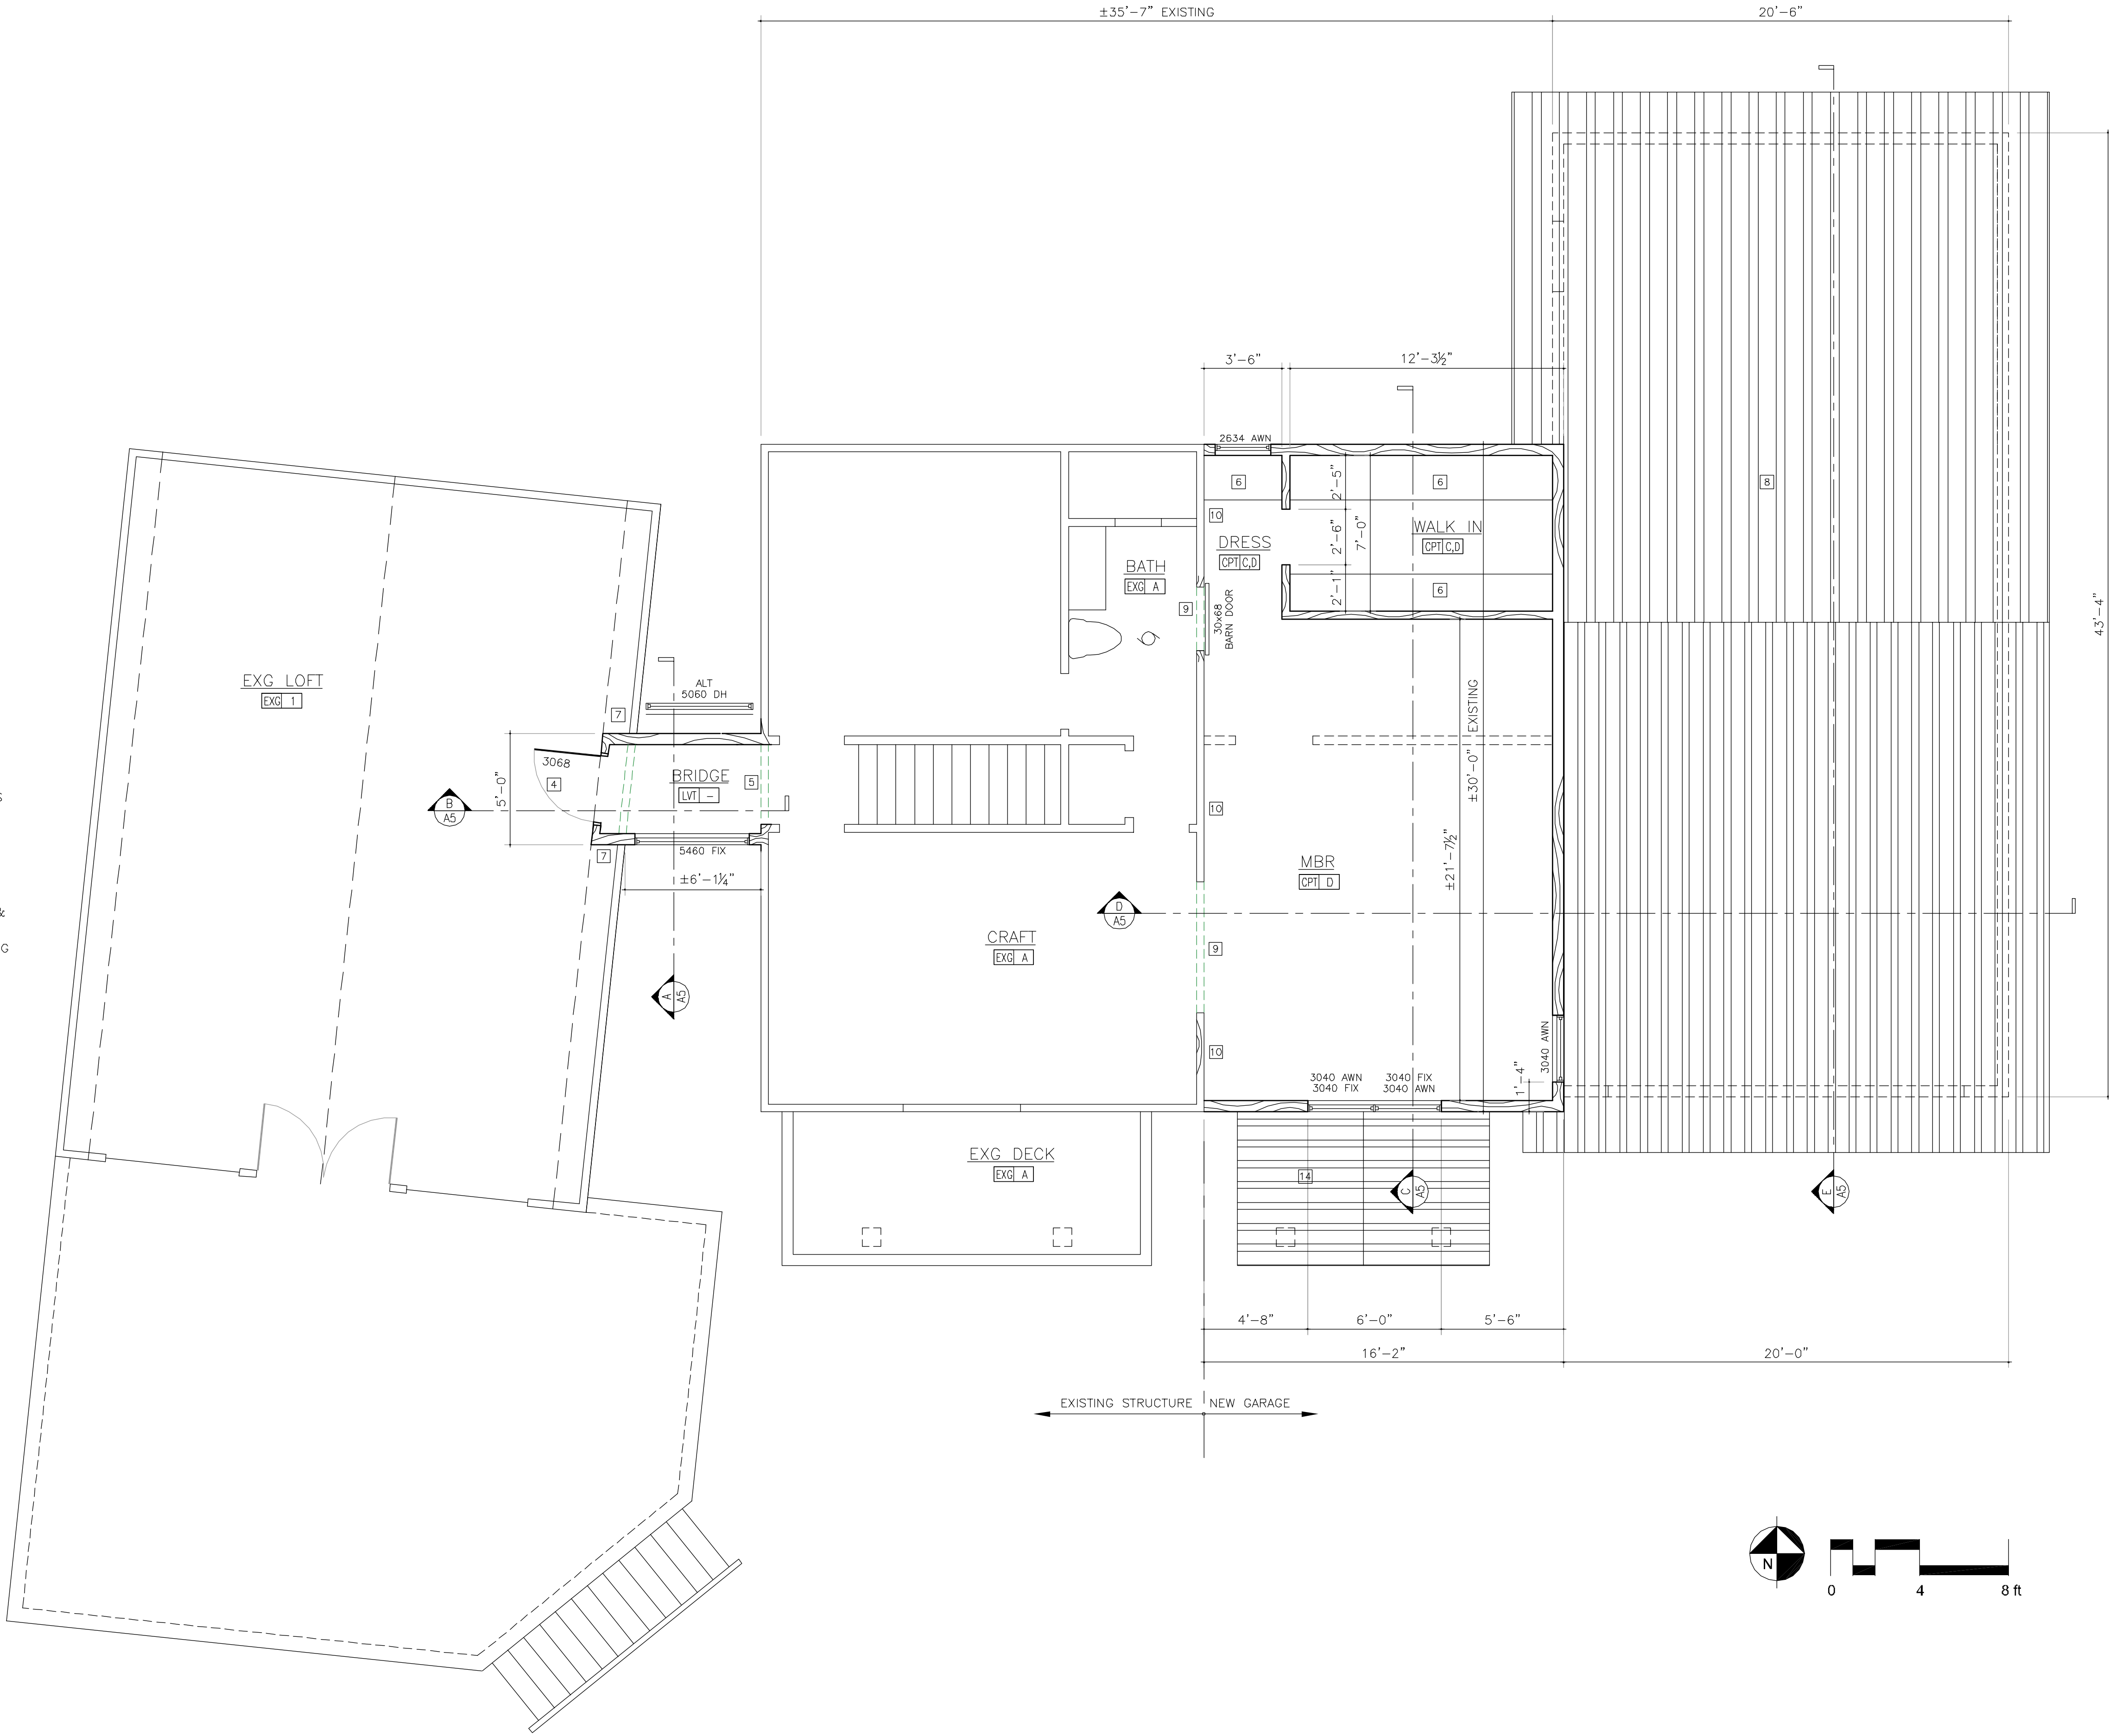 ±35'-7" EXISTING
20'-6"
3'-6"
12'-3½"
43'-4"
2634 AWN
6
6
8
2'-5"
10
WALK IN
CPT C,D
2'-6"
7'-0"
DRESS
CPT C,D
BATH
EXG A
2'-1"
6
9
30x68
BARN DOOR
EXG LOFT
EXG 1
ALT
5060 DH
7
±30'-0" EXISTING
3068
4
BRIDGE
LVT –
5
5'-0"
B
A5
S
10
5460 FIX
7
±6'-1¼"
±21'-7½"
MBR
CPT D
D
A5
&
CRAFT
EXG A
9
G
A
A5
10
3040 AWN
3040 AWN
3040 FIX
3040 FIX
3040 AWN
1'-4"
EXG DECK
EXG A
14
C
A5
E
A5
4'-8"
6'-0"
5'-6"
16'-2"
20'-0"
EXISTING STRUCTURE
NEW GARAGE
N
0
4
8 ft